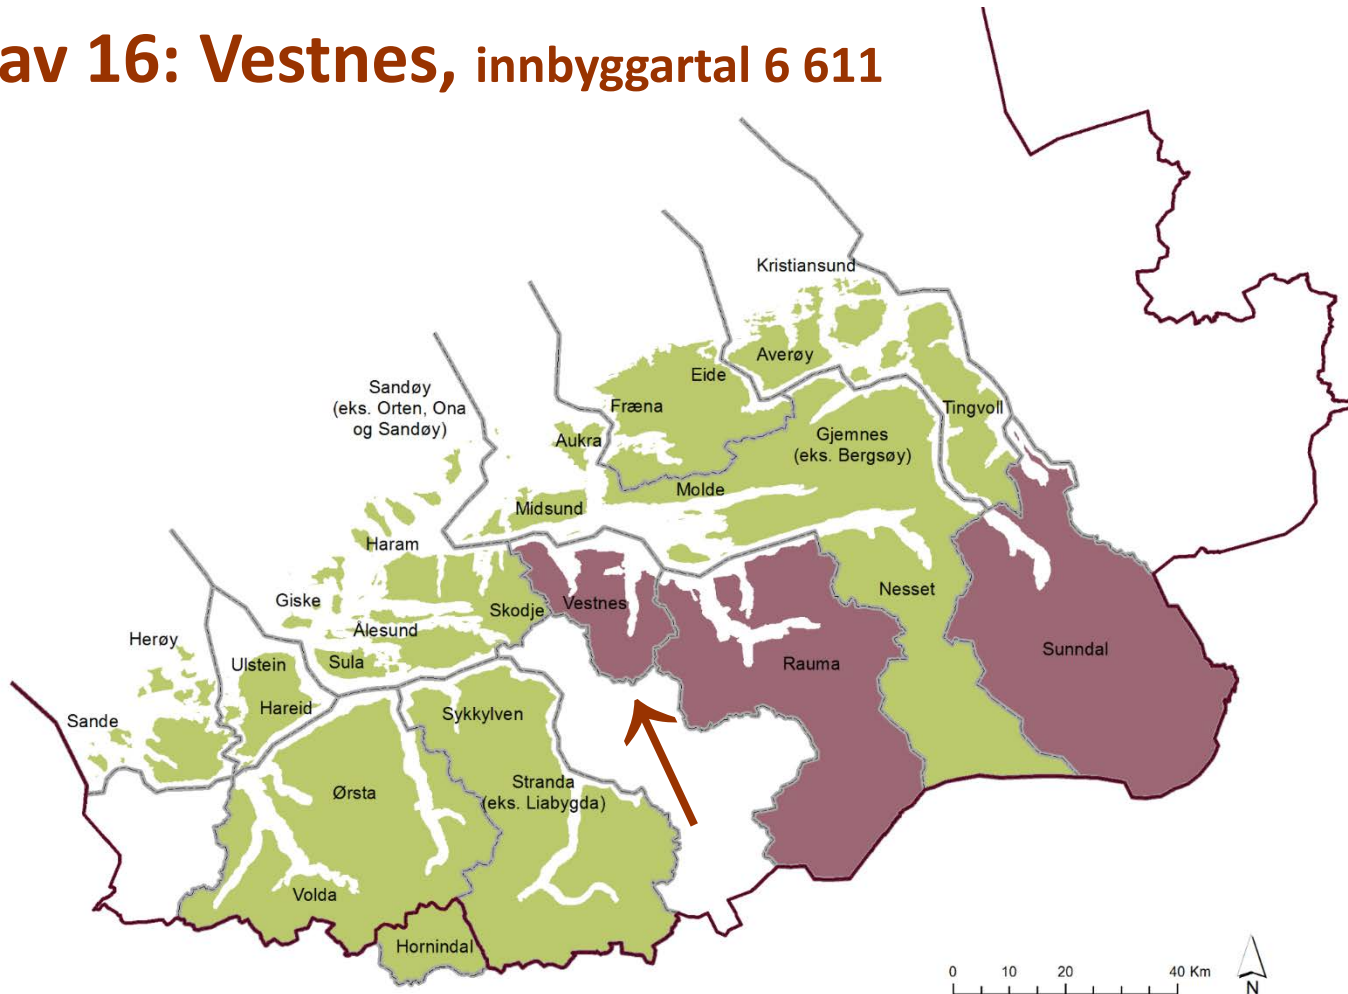 av 16: Vestnes, innbyggartal 6 611
Kristiansund
Averøy
Eide
Sandøy
(eks. Orten, Ona
og Sandøy)
Fræna
Tingvoll
Aukra
Gjemnes
(eks. Bergsøy)
Molde
Midsund
Haram
Nesset
Giske
Vestnes
Skodje
Ålesund
Herøy
Sunndal
Ulstein
Sula
Rauma
Hareid
Sykkylven
Sande
Stranda
(eks. Liabygda)
Ørsta
Volda
Hornindal
0 10 20 40 Km
N